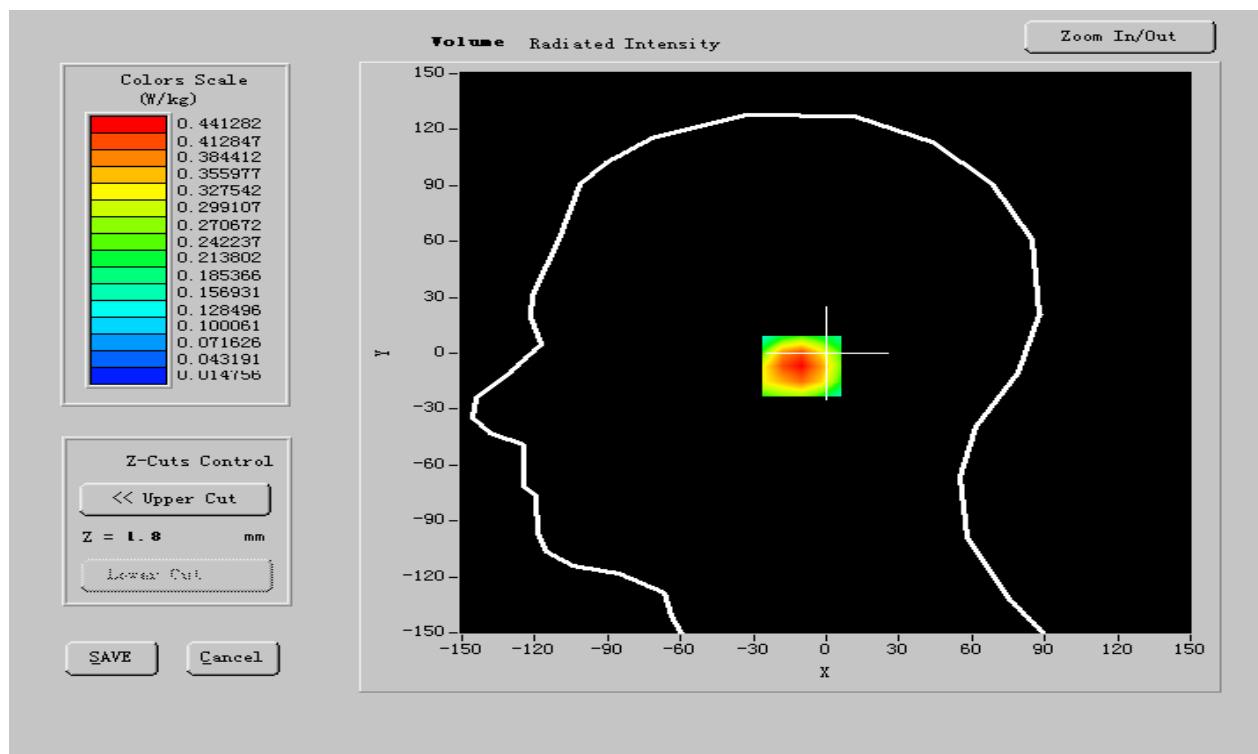 Volume Radiated Intensity
Zoom In/Out
Colors Scale
(W/kg)
0.441282
0.412847
0.384412
0.355977
0.327542
0.299107
0.270672
0.242237
0.213802
0.185366
0.156931
0.128496
0.100061
0.071626
0.043191
0.014756
Z-Cuts Control
<< Upper Cut
Z = 1.8 mm
Lower Cut
SAVE
Cancel
150
120
90
60
30
0
-30
-60
-90
-120
-150
Y
-150 -120 -90 -60 -30 0 30 60 90 120 150
X